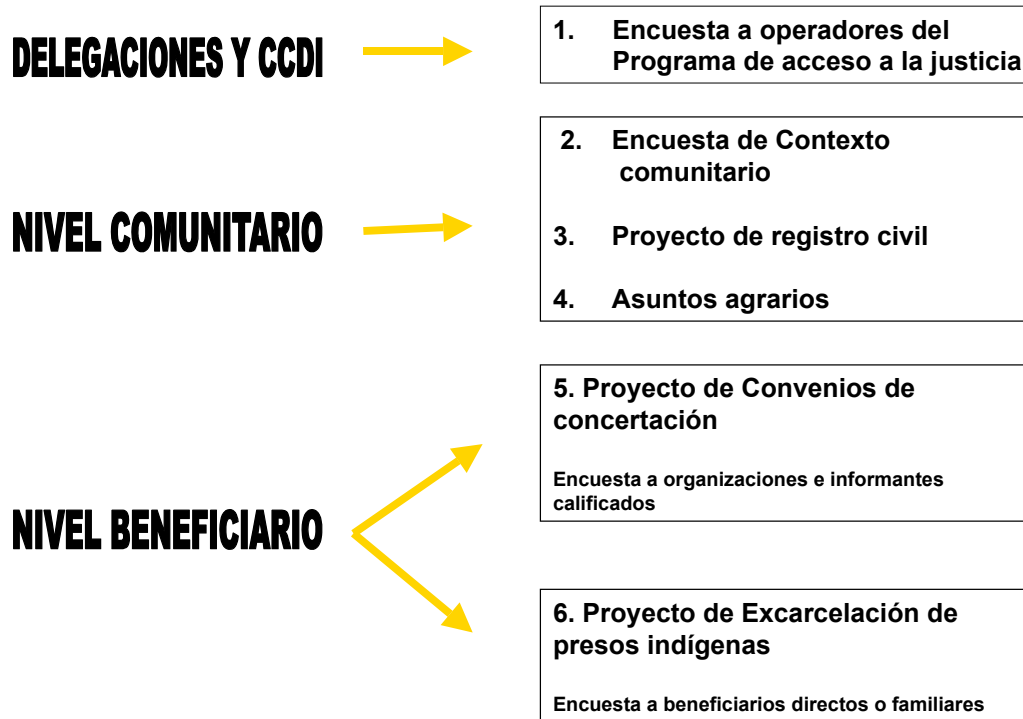 DELEGACIONES Y CCDI
1. Encuesta a operadores del
Programa de acceso a la justicia
NIVEL COMUNITARIO
2. Encuesta de Contexto
comunitario
3. Proyecto de registro civil
4. Asuntos agrarios
NIVEL BENEFICIARIO
5. Proyecto de Convenios de
concertación
Encuesta a organizaciones e informantes
calificados
6. Proyecto de Excarcelación de
presos indígenas
Encuesta a beneficiarios directos o familiares